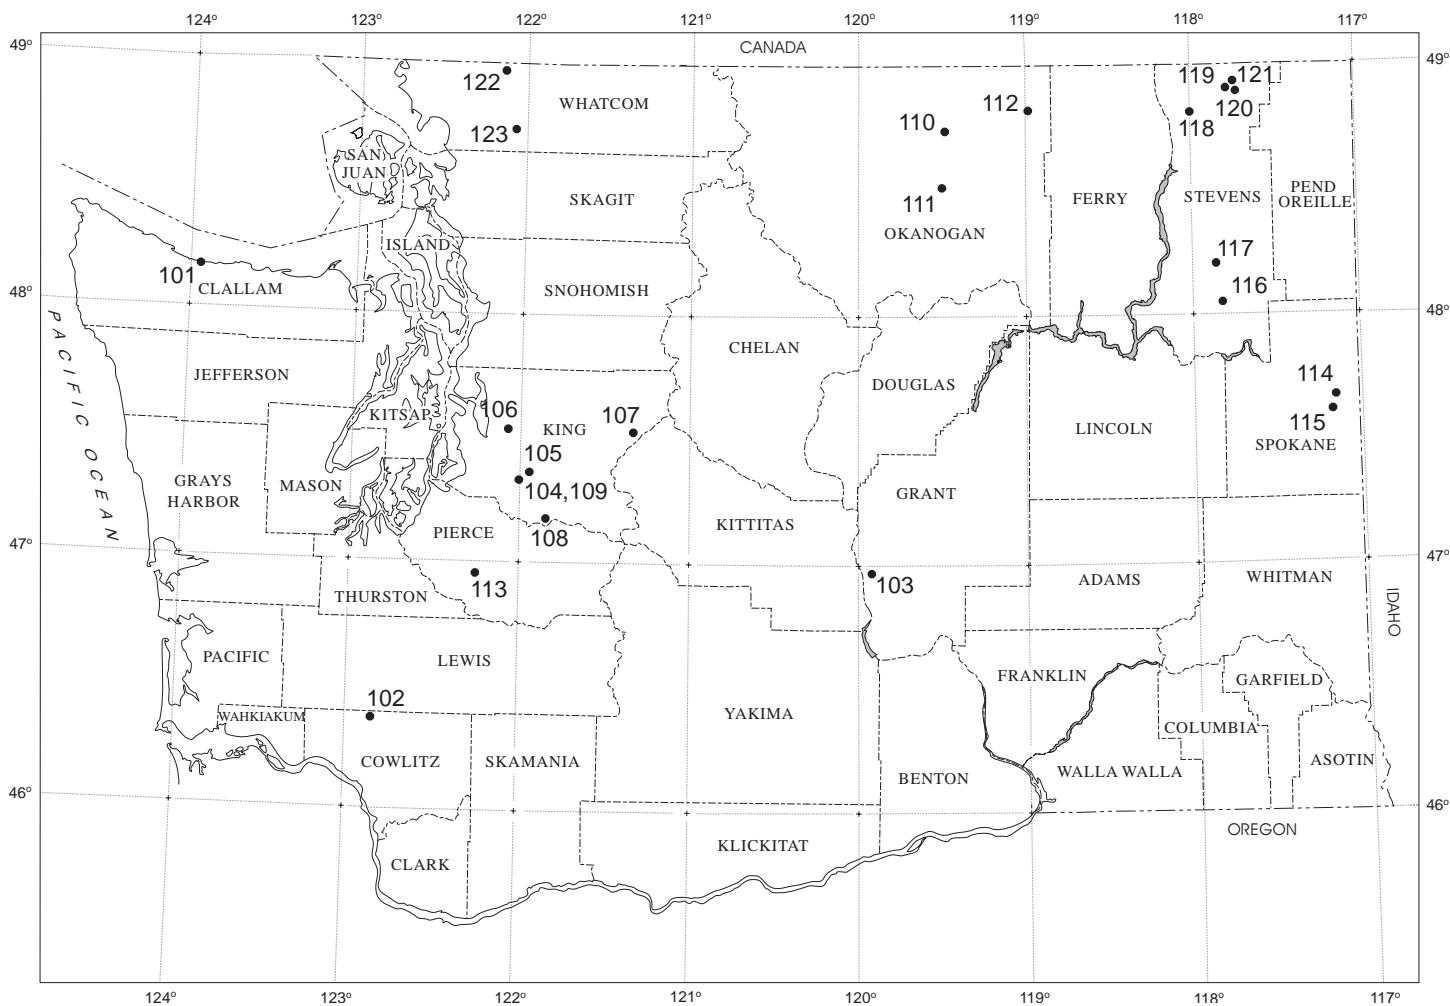 124° 123° 122° 121° 120° 119° 118° 117°
49° 49°
CANADA
122
WHATCOM
119 121
120
118
112
110
123
SAN
JUAN
SKAGIT
111
FERRY
STEVENS
PEND
OREILLE
OKANOGAN
ISLAND
101
CLALLAM
SNOHOMISH
117
116
48° 48°
PACIFIC OCEAN
CHELAN
JEFFERSON
DOUGLAS
114
KITSAP
106
KING
107
LINCOLN
115
SPOKANE
105
GRAYS
HARBOR
MASON
104,109
GRANT
KITTITAS
PIERCE
108
47° 47°
113
103
ADAMS
WHITMAN
THURSTON
IDAHO
PACIFIC
LEWIS
FRANKLIN
GARFIELD
102
WAHKIAKUM
YAKIMA
COLUMBIA
COWLITZ
SKAMANIA
BENTON
WALLA WALLA
ASOTIN
46° 46°
OREGON
KLICKITAT
CLARK
124° 123° 122° 121° 120° 119° 118° 117°